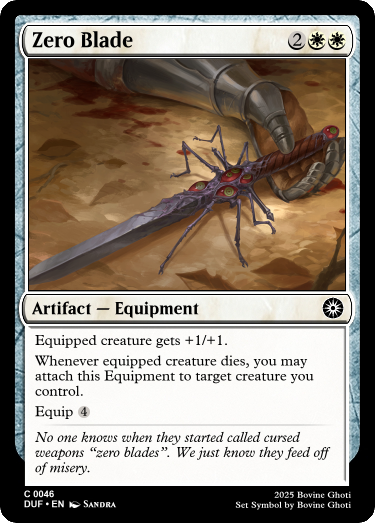 Zero Blade 2
Artifact — Equipment
Equipped creature gets +1/+1.
Whenever equipped creature dies, you may
attach this Equipment to target creature you
control.
Equip 4
No one knows when they started called cursed
weapons “zero blades”. We just know they feed off
of misery.
C 0046
DUF • EN Sandra
2025 Bovine Ghoti
Set Symbol by Bovine Ghoti